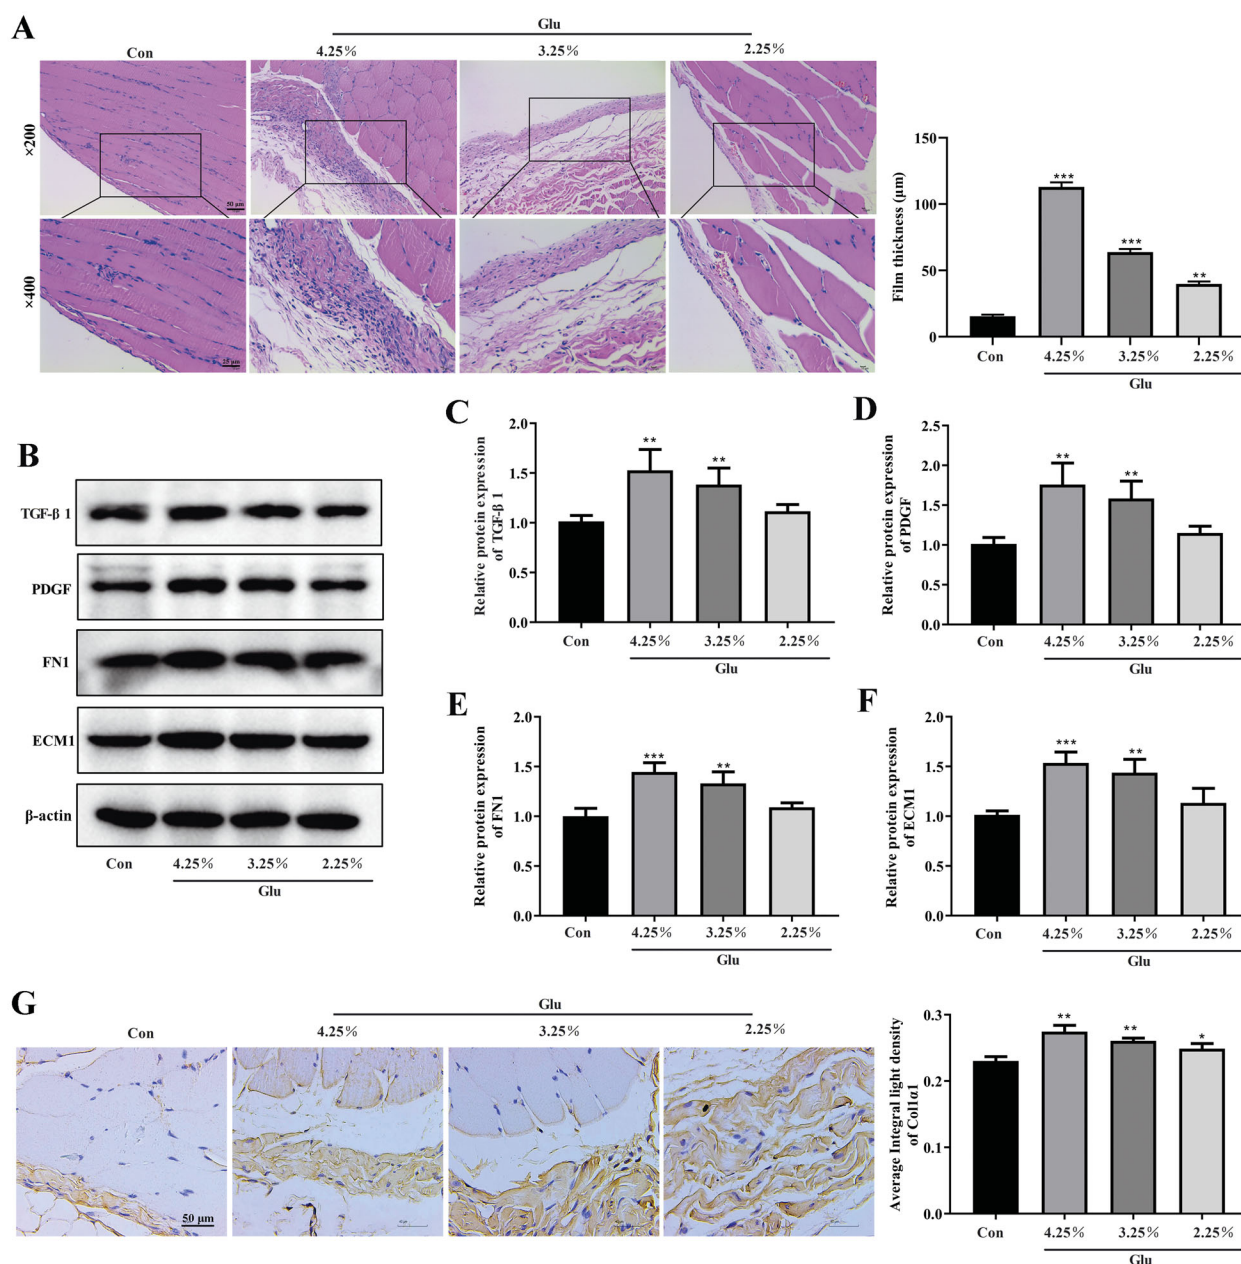 A
Glu
Con
4.25%
3.25%
2.25%
×200
50 μm
×400
25 μm
Film thickness (μm)
150
100
50
0
***
***
**
Con
4.25%
3.25%
2.25%
Glu
B
TGF-β 1
PDGF
FN1
ECM1
β-actin
Con
4.25%
3.25%
2.25%
Glu
C
Relative protein expression
of TGF-β 1
2.0
1.5
1.0
0.5
0.0
**
**
Con
4.25%
3.25%
2.25%
Glu
D
Relative protein expression
of PDGF
2.5
2.0
1.5
1.0
0.5
0.0
**
**
Con
4.25%
3.25%
2.25%
Glu
E
Relative protein expression
of FN1
2.0
1.5
1.0
0.5
0.0
***
**
Con
4.25%
3.25%
2.25%
Glu
F
Relative protein expression
of ECM1
2.0
1.5
1.0
0.5
0.0
***
**
Con
4.25%
3.25%
2.25%
Glu
G
Glu
Con
4.25%
3.25%
2.25%
50 μm
Average Integral light density
of Col1α1
0.3
0.2
0.1
0.0
**
**
*
Con
4.25%
3.25%
2.25%
Glu